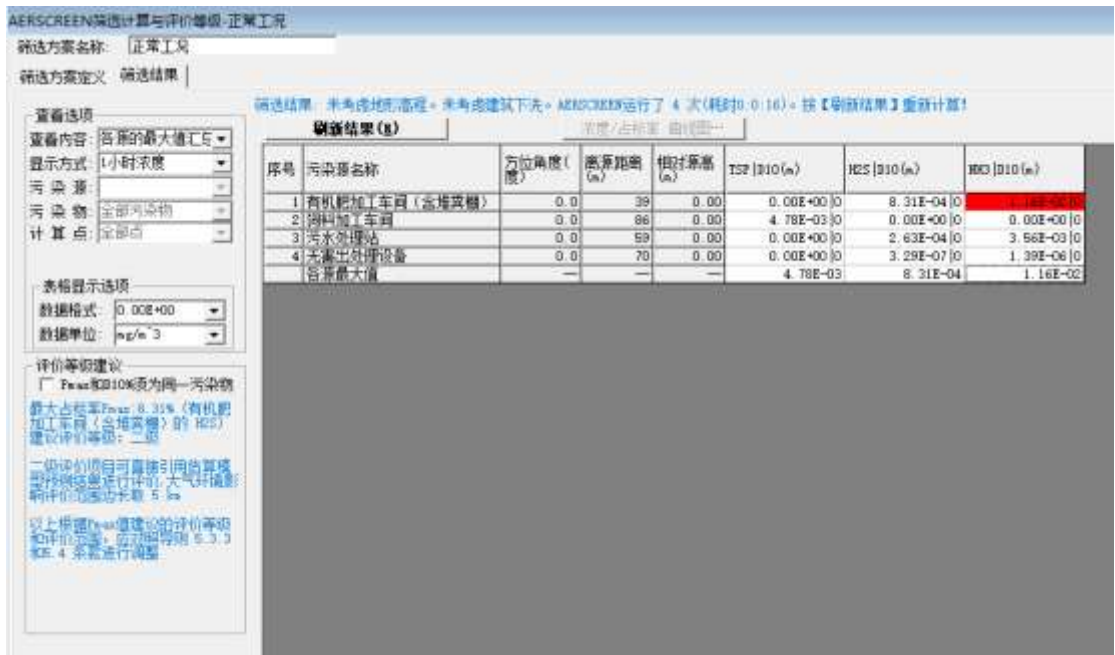 AERSCREEN筛选计算与评价等级-正常工况
筛选方案名称: 正常工况
筛选方案定义 筛选结果
筛选结果: 未考虑地形高程。未考虑建筑下洗。AERSCREEN运行了 4 次(耗时0:0:16)。按【刷新结果】重新计算!
查看选项
查看内容: 各源的最大值汇总
显示方式: 1小时浓度
污 染 源:
污 染 物: 全部污染物
计 算 点: 全部点
表格显示选项
数据格式: 0.00E+00
数据单位: mg/m^3
评价等级建议
Pmax和D10%须为同一污染物
最大占标率Pmax:8.31% (有机肥
加工车间（含堆粪棚）的 H2S)
建议评价等级: 二级
二级评价项目可直接引用估算模
型预测结果进行评价,大气环境影
响评价范围边长取 5 km
以上根据Pmax值建议的评价等级
和评价范围, 应对照导则 5.3.3
和5.4 条款进行调整
刷新结果(R) 浓度/占标率 曲线图…
序号 污染源名称 方位角度(度) 离源距离(m) 相对源高(m) TSP|D10(m) H2S|D10(m) NH3|D10(m)
1 有机肥加工车间（含堆粪棚） 0.0 39 0.00 0.00E+00|0 8.31E-04|0 1.16E-02|0
2 饲料加工车间 0.0 86 0.00 4.78E-03|0 0.00E+00|0 0.00E+00|0
3 污水处理站 0.0 59 0.00 0.00E+00|0 2.63E-04|0 3.56E-03|0
4 无害化处理设备 0.0 70 0.00 0.00E+00|0 3.29E-07|0 1.39E-06|0
各源最大值 -- -- -- 4.78E-03 8.31E-04 1.16E-02